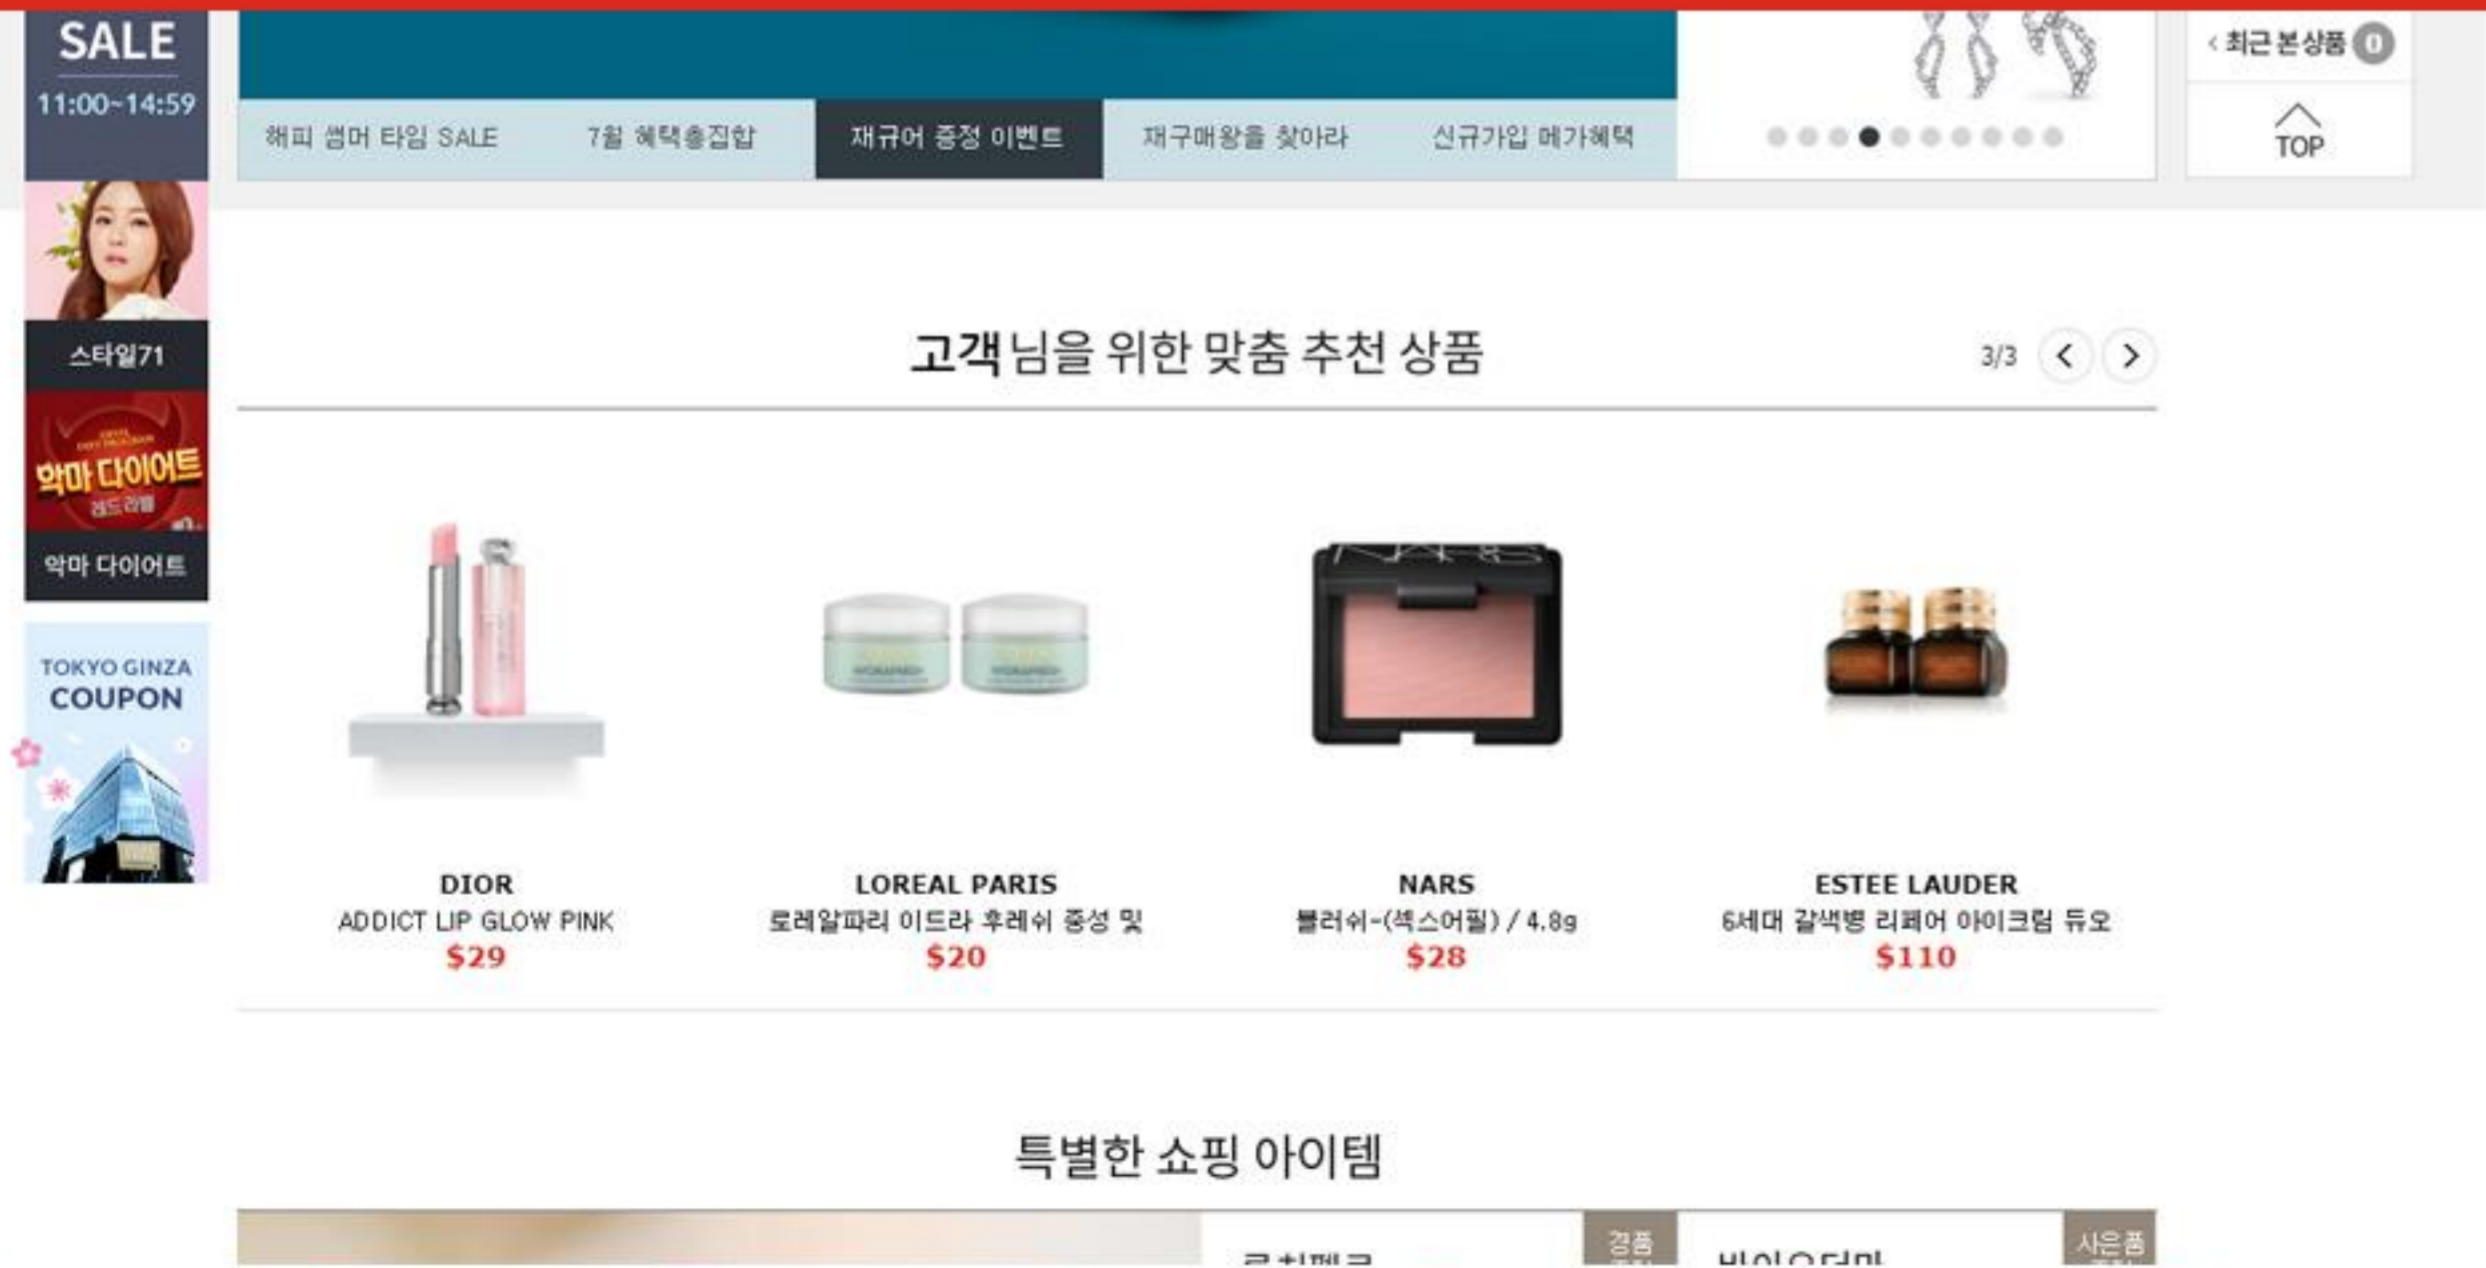 SALE
11:00~14:59
해피 썸머 타임 SALE
7월 혜택총집합
재규어 증정 이벤트
재구매왕을 찾아라
신규가입 메가혜택
< 최근 본 상품 0
TOP
스타일71
악마 다이어트
레드라벨
악마 다이어트
TOKYO GINZA
COUPON
고객님을 위한 맞춤 추천 상품
3/3
NARS
DIOR
ADDICT LIP GLOW PINK
$29
LOREAL PARIS
로레알파리 이드라 후레쉬 중성 및
$20
NARS
블러쉬-(섹스어필) / 4.8g
$28
ESTEE LAUDER
6세대 갈색병 리페어 아이크림 듀오
$110
특별한 쇼핑 아이템
경품
사은품